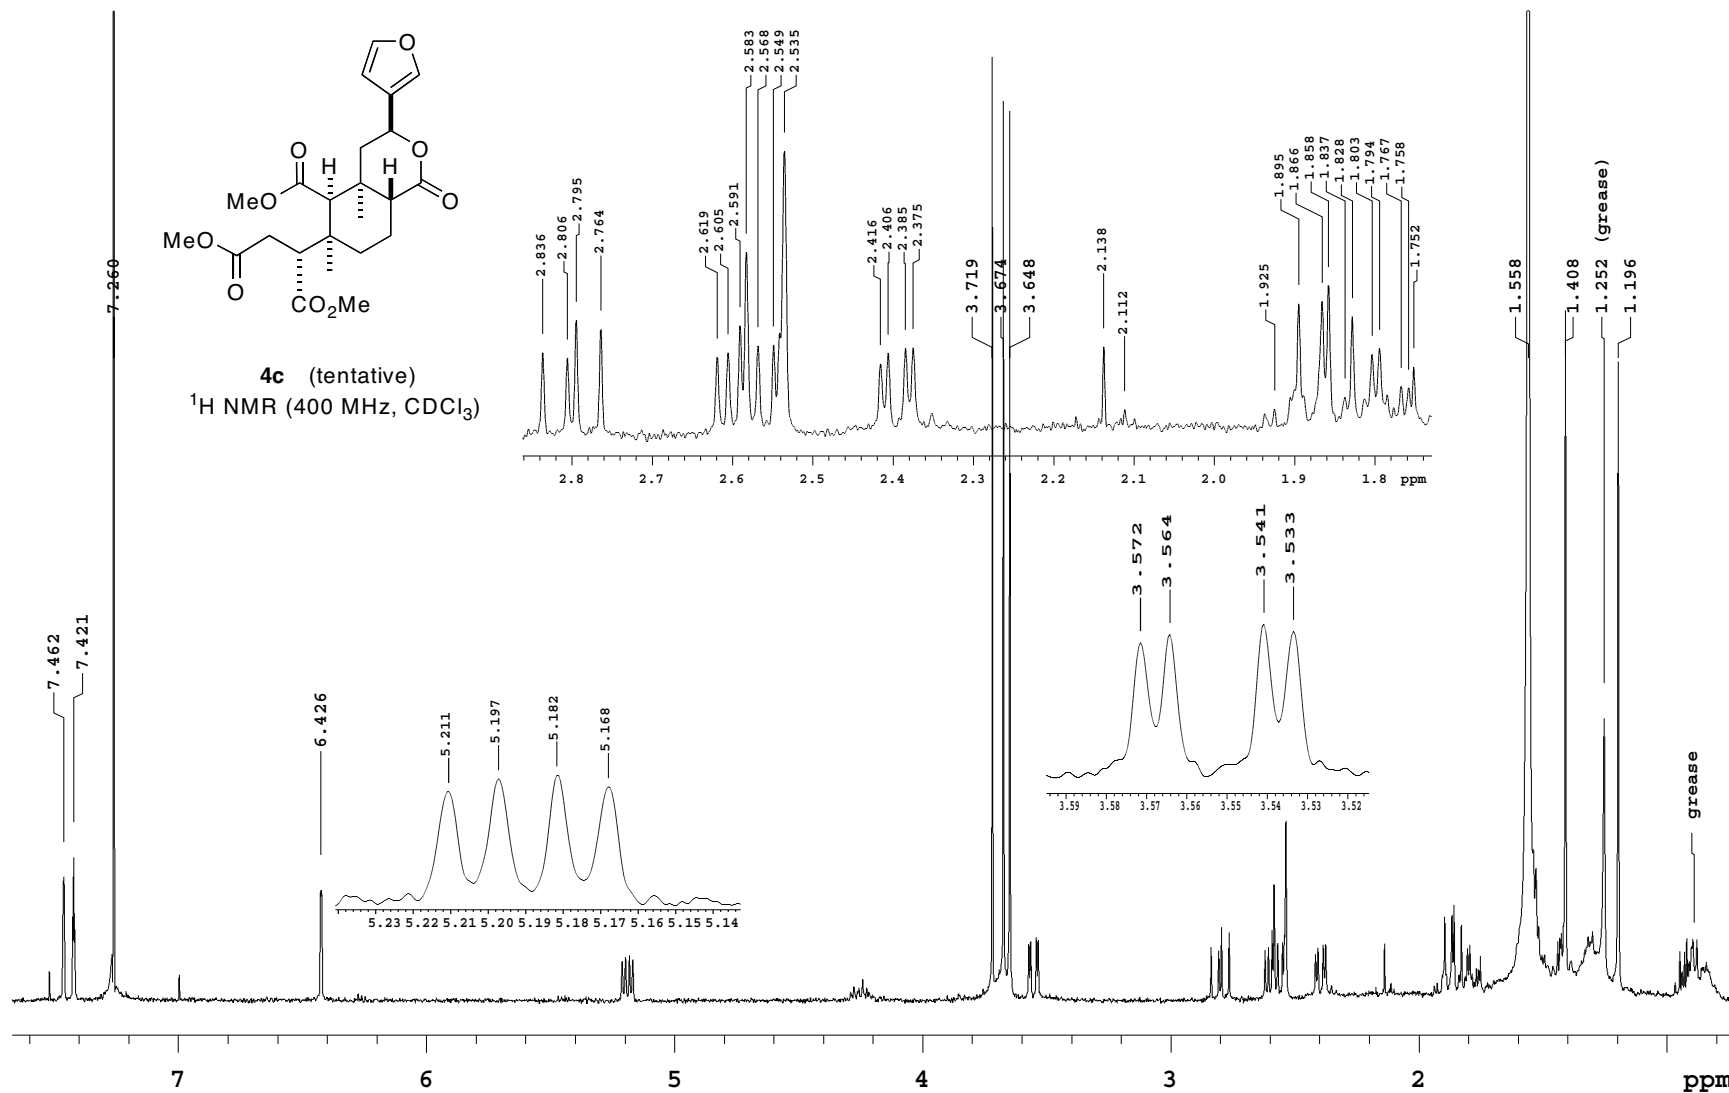 O
O
H
H
O
O
MeO
MeO
O
CO₂Me
4c (tentative)
¹H NMR (400 MHz, CDCl₃)
7.260
2.836
2.806
2.795
2.764
2.619
2.605
2.591
2.583
2.568
2.549
2.535
2.416
2.406
2.385
2.375
2.138
2.112
1.925
1.895
1.866
1.858
1.837
1.828
1.803
1.794
1.767
1.758
1.752
2.8 2.7 2.6 2.5 2.4 2.3 2.2 2.1 2.0 1.9 1.8 ppm
3.719
3.674
3.648
1.558
1.408
1.252 (grease)
1.196
3.572
3.564
3.541
3.533
3.59 3.58 3.57 3.56 3.55 3.54 3.53 3.52
7.462
7.421
6.426
5.211
5.197
5.182
5.168
5.23 5.22 5.21 5.20 5.19 5.18 5.17 5.16 5.15 5.14
grease
7 6 5 4 3 2 ppm